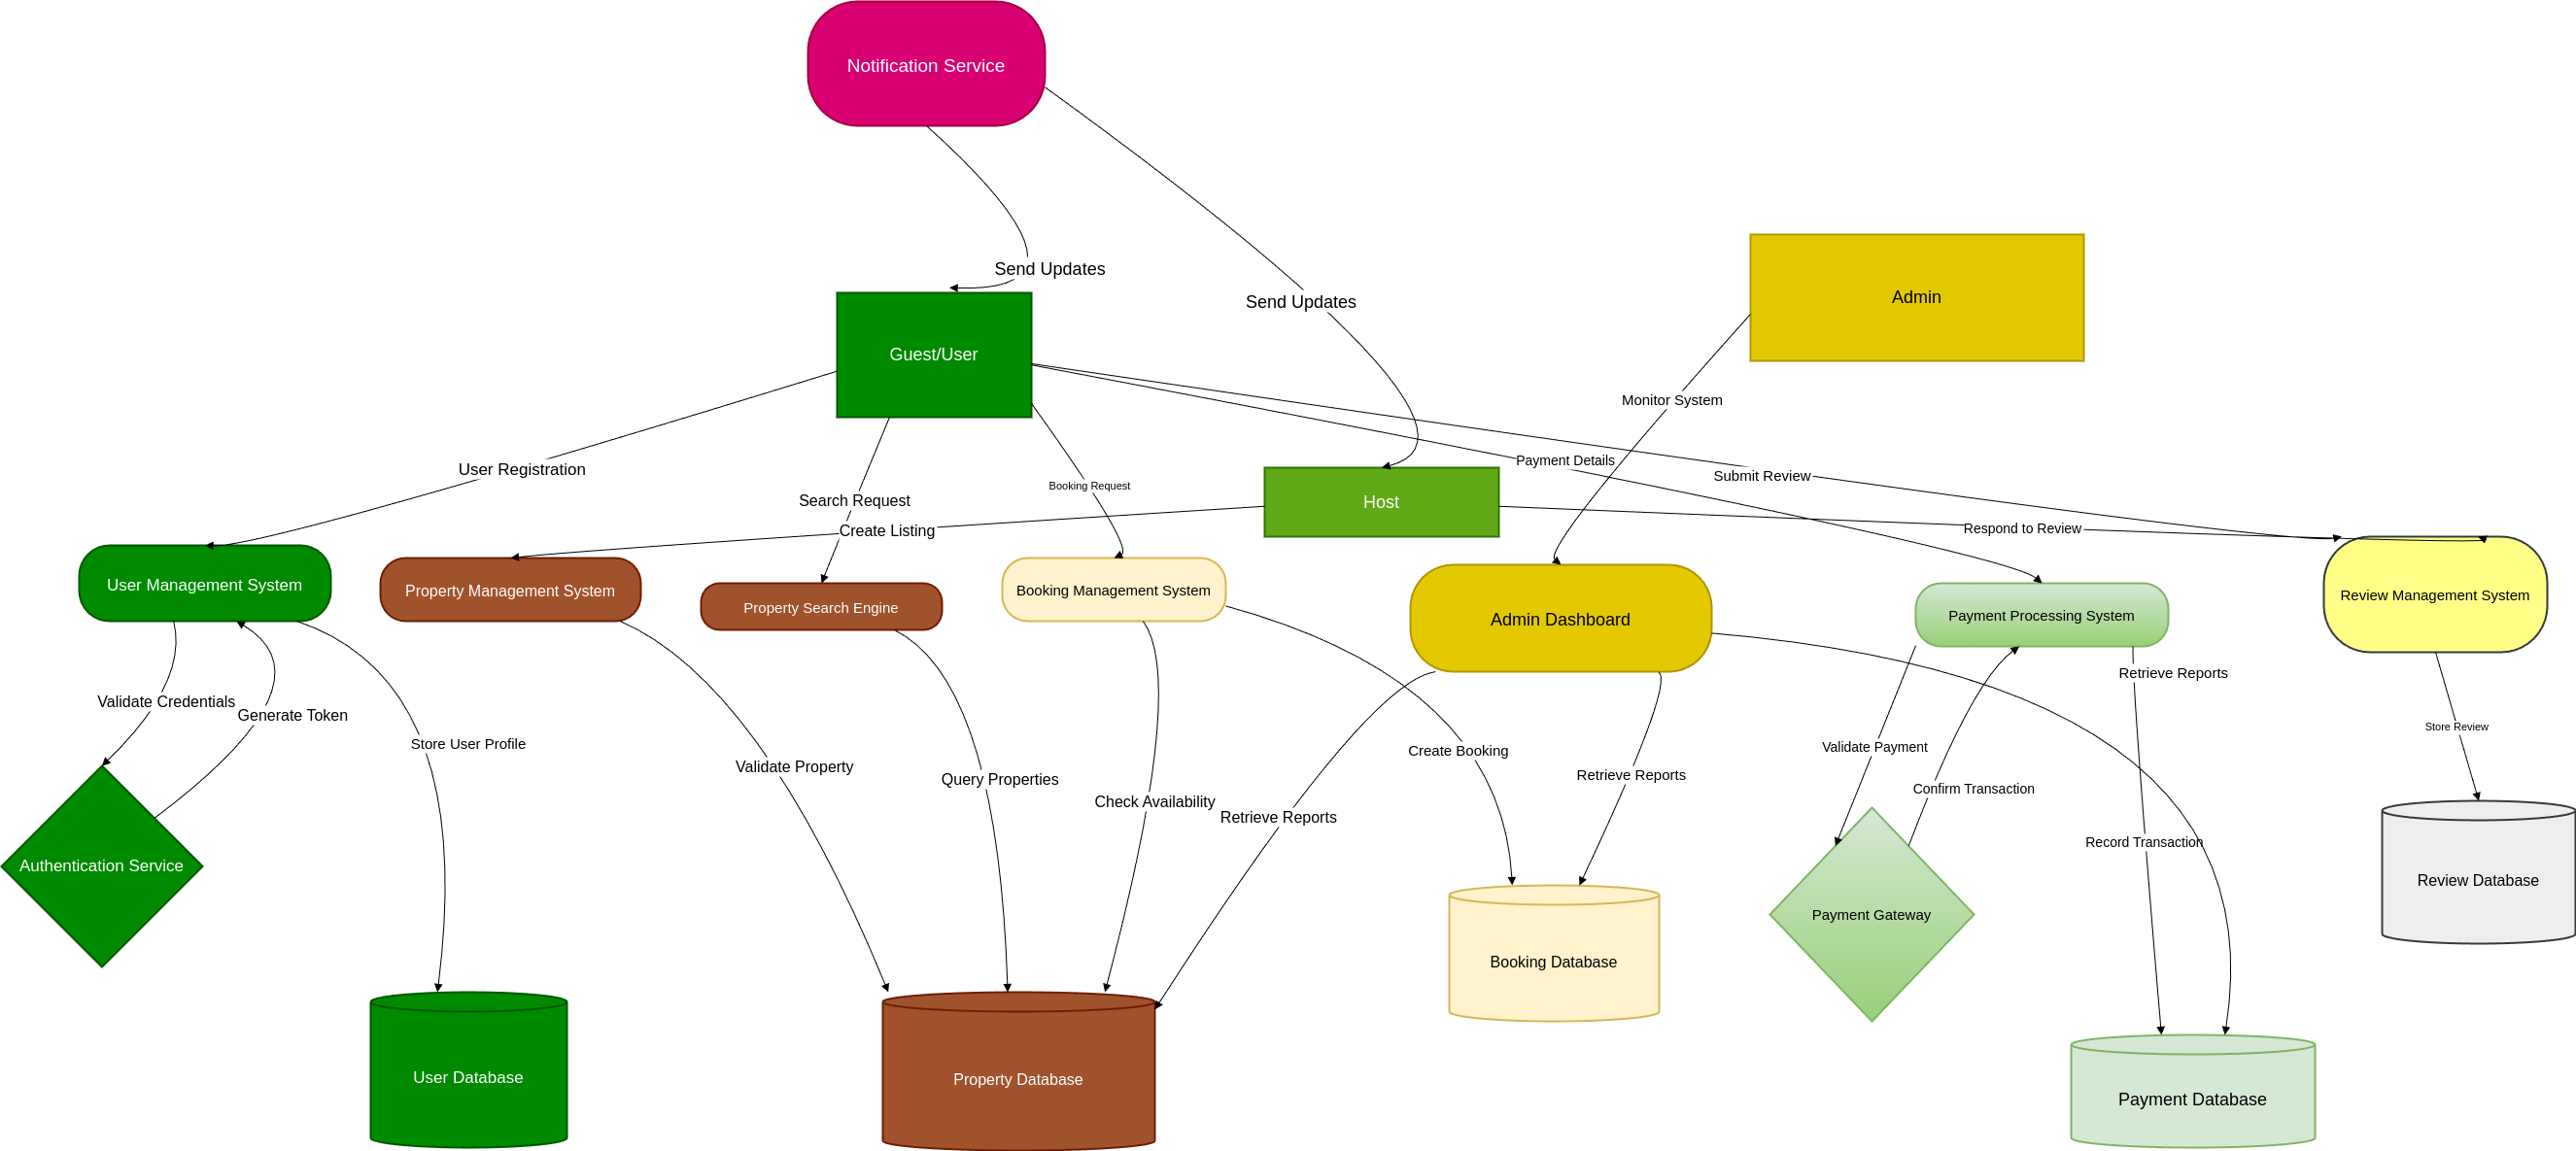 Notification Service
Send Updates
Send Updates
Admin
Guest/User
Monitor System
Payment Details
User Registration
Submit Review
Booking Request
Search Request
Host
Respond to Review
Create Listing
User Management System
Property Management System
Property Search Engine
Booking Management System
Admin Dashboard
Payment Processing System
Review Management System
Retrieve Reports
Validate Credentials
Generate Token
Store Review
Store User Profile
Validate Payment
Create Booking
Validate Property
Retrieve Reports
Query Properties
Confirm Transaction
Check Availability
Retrieve Reports
Record Transaction
Authentication Service
Review Database
Payment Gateway
Booking Database
User Database
Property Database
Payment Database